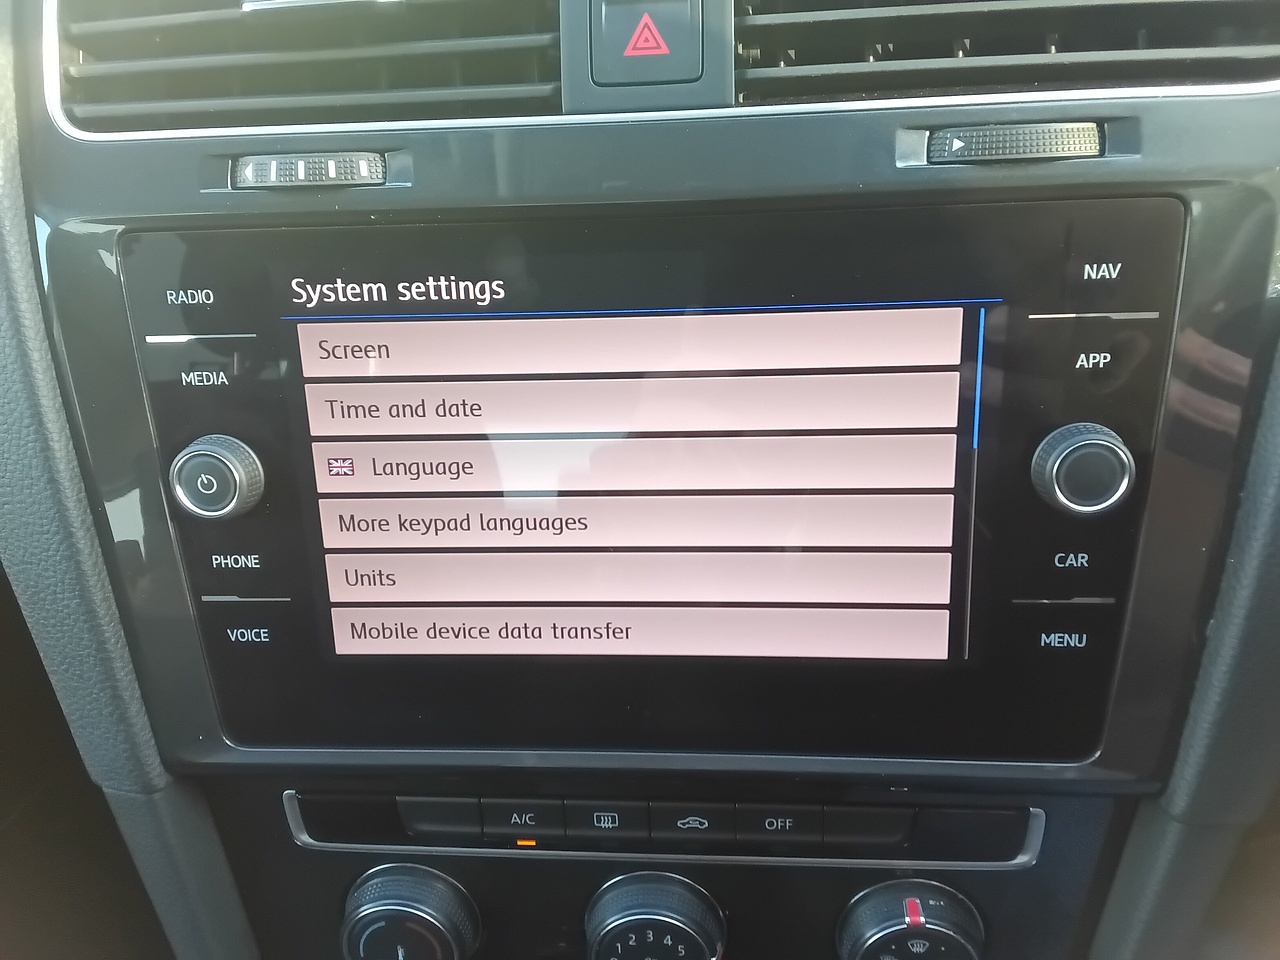 System settings
RADIO
NAV
Screen
MEDIA
APP
Time and date
Language
More keypad languages
PHONE
CAR
Units
VOICE
MENU
Mobile device data transfer
A/C
OFF
1 2 3 4 5